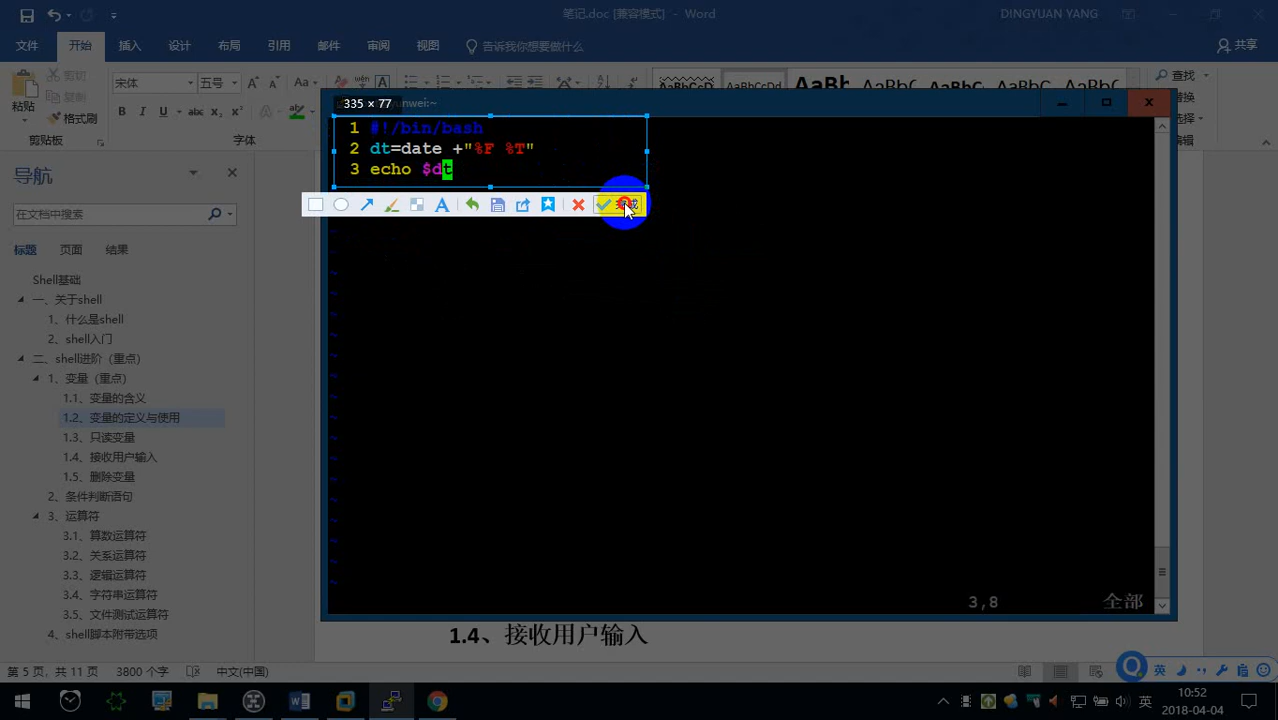 笔记.doc [兼容模式] - Word
DINGYUAN YANG
文件 开始 插入 设计 布局 引用 邮件 审阅 视图 告诉我你想要做什么 共享
剪切
复制
格式刷
粘贴
剪贴板
宋体 五号
字体
AaBbCcDd
查找
替换
选择
编辑
335 × 77
yunwei:~
1 #!/bin/bash
2 dt=date +"%F %T"
3 echo $dt
3,8 全部
导航
在文档中搜索
标题 页面 结果
Shell基础
一、关于shell
1、什么是shell
2、shell入门
二、shell进阶（重点）
1、变量（重点）
1.1、变量的含义
1.2、变量的定义与使用
1.3、只读变量
1.4、接收用户输入
1.5、删除变量
2、条件判断语句
3、运算符
3.1、算数运算符
3.2、关系运算符
3.3、逻辑运算符
3.4、字符串运算符
3.5、文件测试运算符
4、shell脚本附带选项
1.4、接收用户输入
第 5 页，共 11 页 3800 个字 中文(中国)
英
英
10:52
2018-04-04